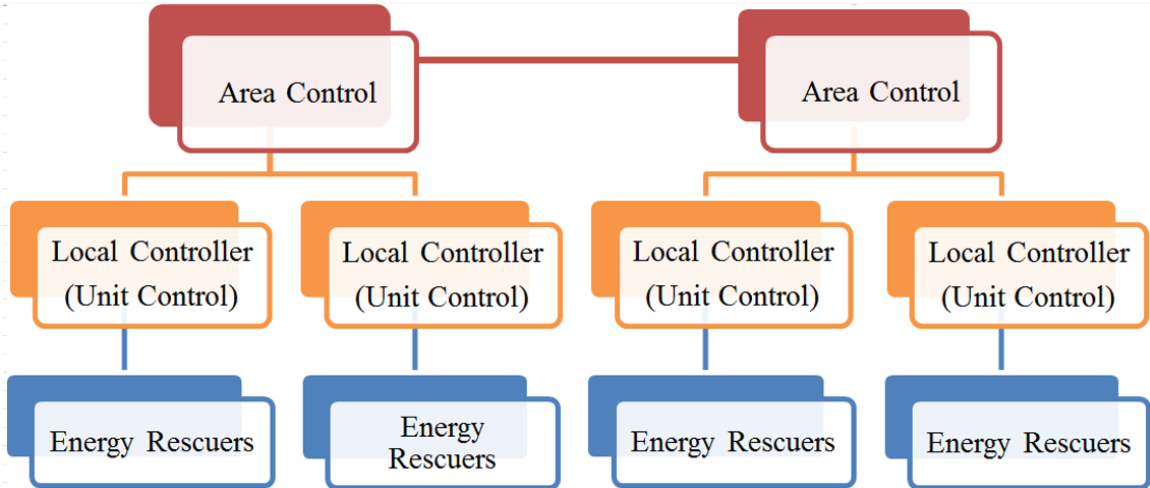 Area Control
Area Control
Local Controller
(Unit Control)
Local Controller
(Unit Control)
Local Controller
(Unit Control)
Local Controller
(Unit Control)
Energy Rescuers
Energy
Rescuers
Energy Rescuers
Energy Rescuers